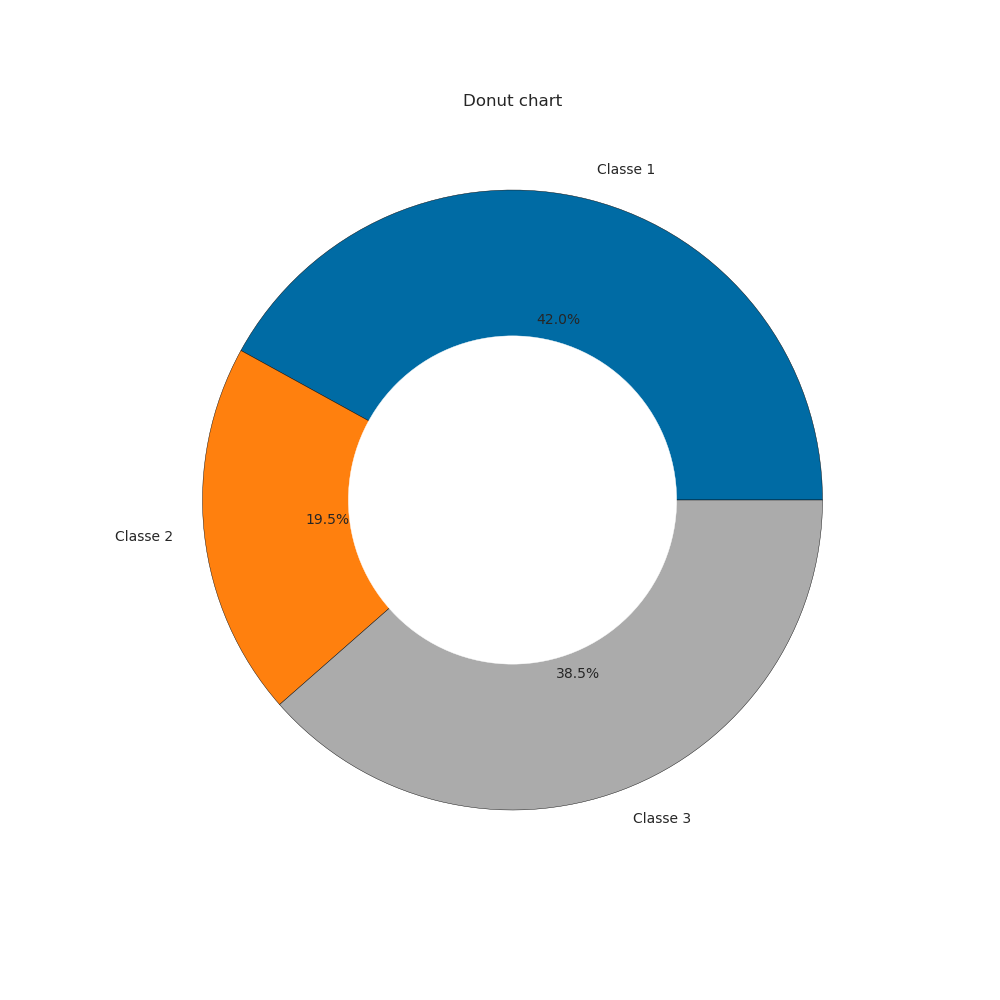 Donut chart
Classe 1
42.0%
19.5%
Classe 2
38.5%
Classe 3